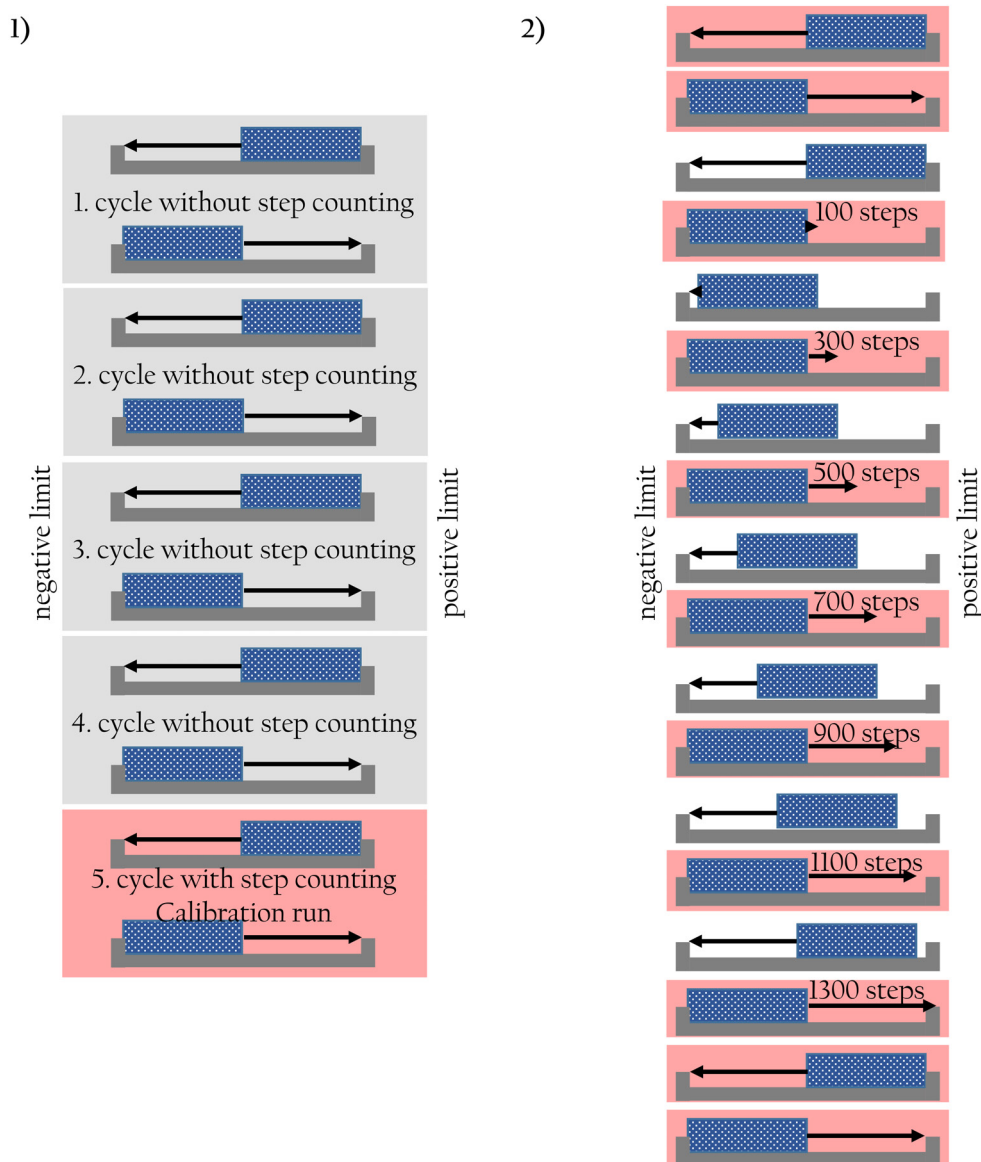 1)
1. cycle without step counting
2. cycle without step counting
3. cycle without step counting
4. cycle without step counting
5. cycle with step counting
Calibration run
negative limit
positive limit
2)
100 steps
300 steps
500 steps
700 steps
900 steps
1100 steps
1300 steps
negative limit
positive limit